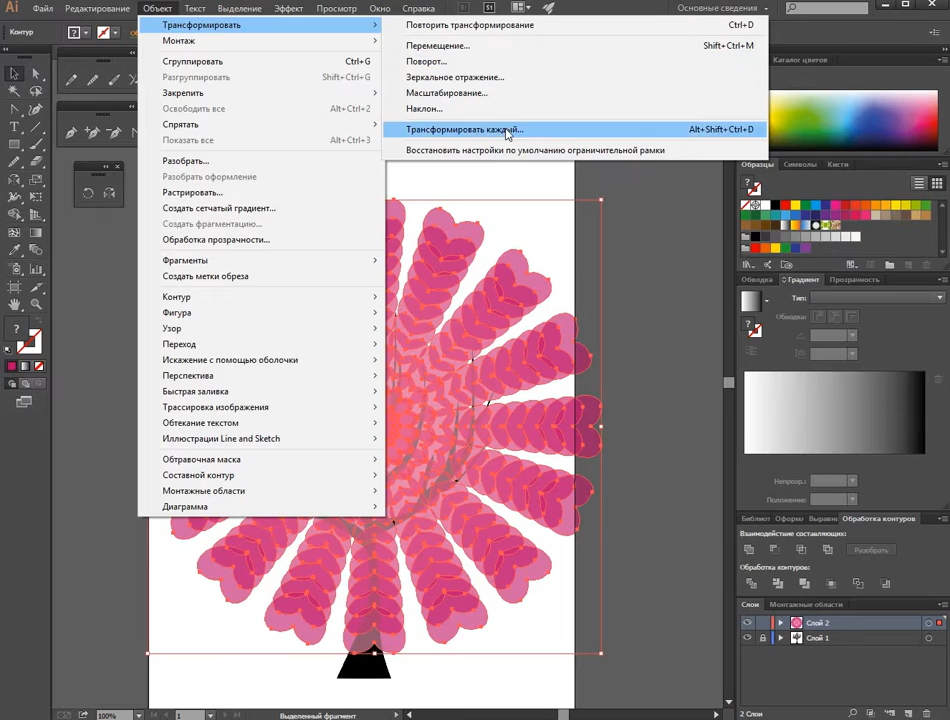 Ai Файл Редактирование Объект Текст Выделение Эффект Просмотр Окно Справка Br St Основные сведения
Контур
Трансформировать
Монтаж
Сгруппировать Ctrl+G
Разгруппировать Shift+Ctrl+G
Закрепить
Освободить все Alt+Ctrl+2
Спрятать
Показать все Alt+Ctrl+3
Разобрать...
Разобрать оформление
Растрировать...
Создать сетчатый градиент...
Создать фрагментацию...
Обработка прозрачности...
Фрагменты
Создать метки обреза
Контур
Фигура
Узор
Переход
Искажение с помощью оболочки
Перспектива
Быстрая заливка
Трассировка изображения
Обтекание текстом
Иллюстрации Line and Sketch
Обтравочная маска
Составной контур
Монтажные области
Диаграмма
Повторить трансформирование Ctrl+D
Перемещение... Shift+Ctrl+M
Поворот...
Зеркальное отражение...
Масштабирование...
Наклон...
Трансформировать каждый... Alt+Shift+Ctrl+D
Восстановить настройки по умолчанию ограничительной рамки
Каталог цветов
Образцы Символы Кисти
Обводка Градиент Прозрачность
Тип:
Обводка:
Непрозр.:
Положение:
Библиот Оформ Выравни Обработка контуров
Взаимодействие составляющих:
Разобрать
Обработка контуров:
Слои Монтажные области
Слой 2
Слой 1
2 Слои
100% 1 Выделенный фрагмент